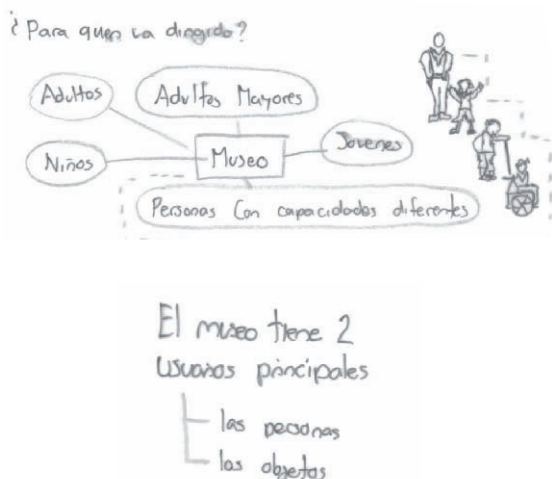 ¿Para quien va dirigido?
Adultos
Adultos Mayores
Niños
Museo
Jóvenes
Personas Con capacidades diferentes
El museo tiene 2
usuarios principales
las personas
los objetos